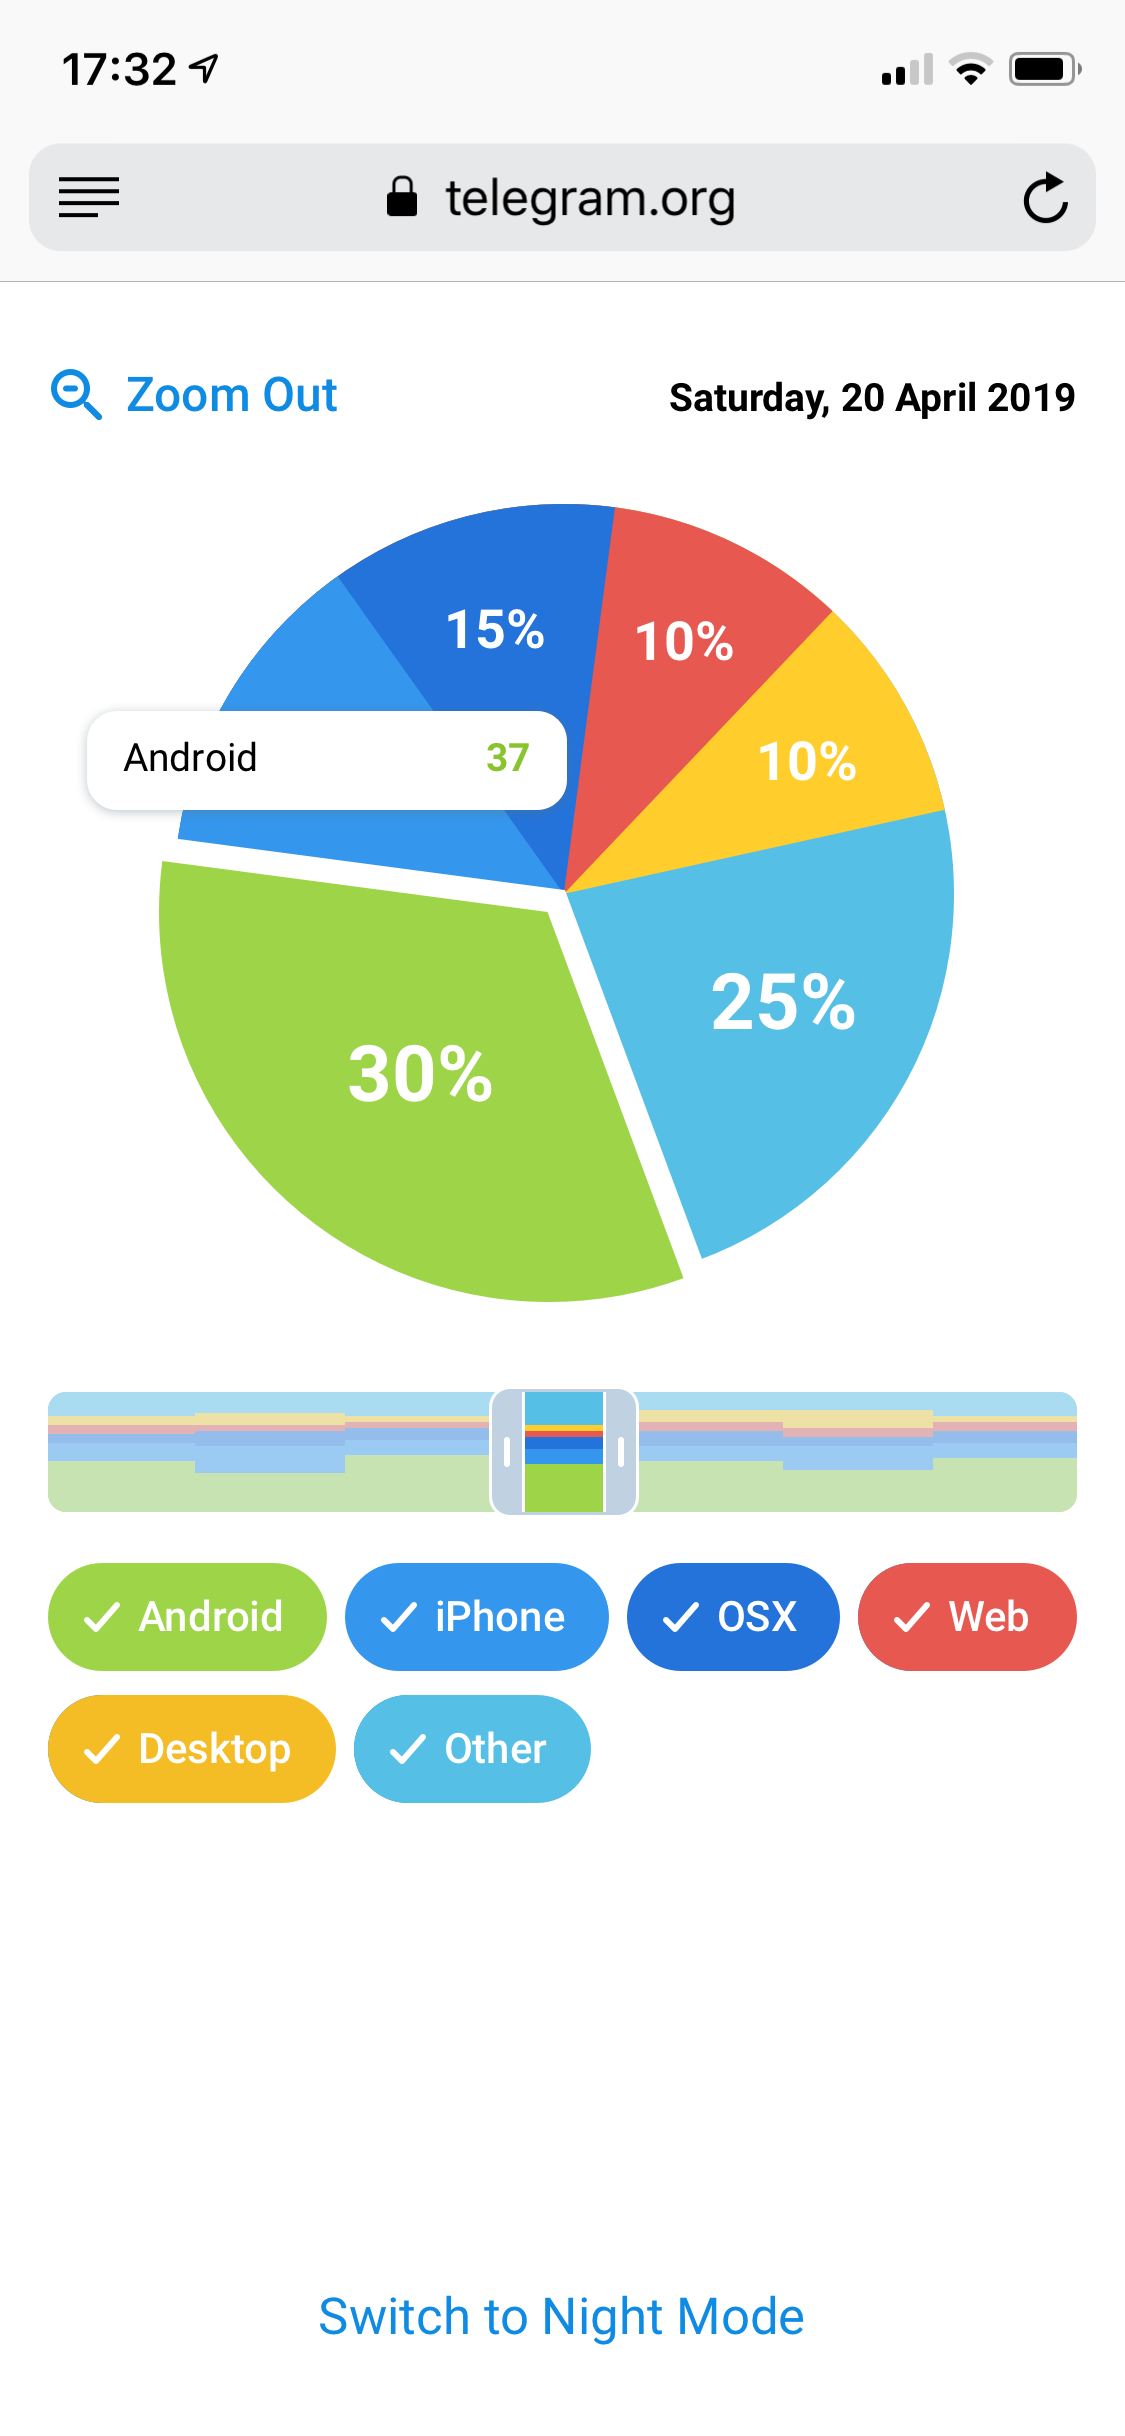 17:32
telegram.org
Zoom Out
Saturday, 20 April 2019
15%
10%
10%
Android 37
25%
30%
Android
iPhone
OSX
Web
Desktop
Other
Switch to Night Mode